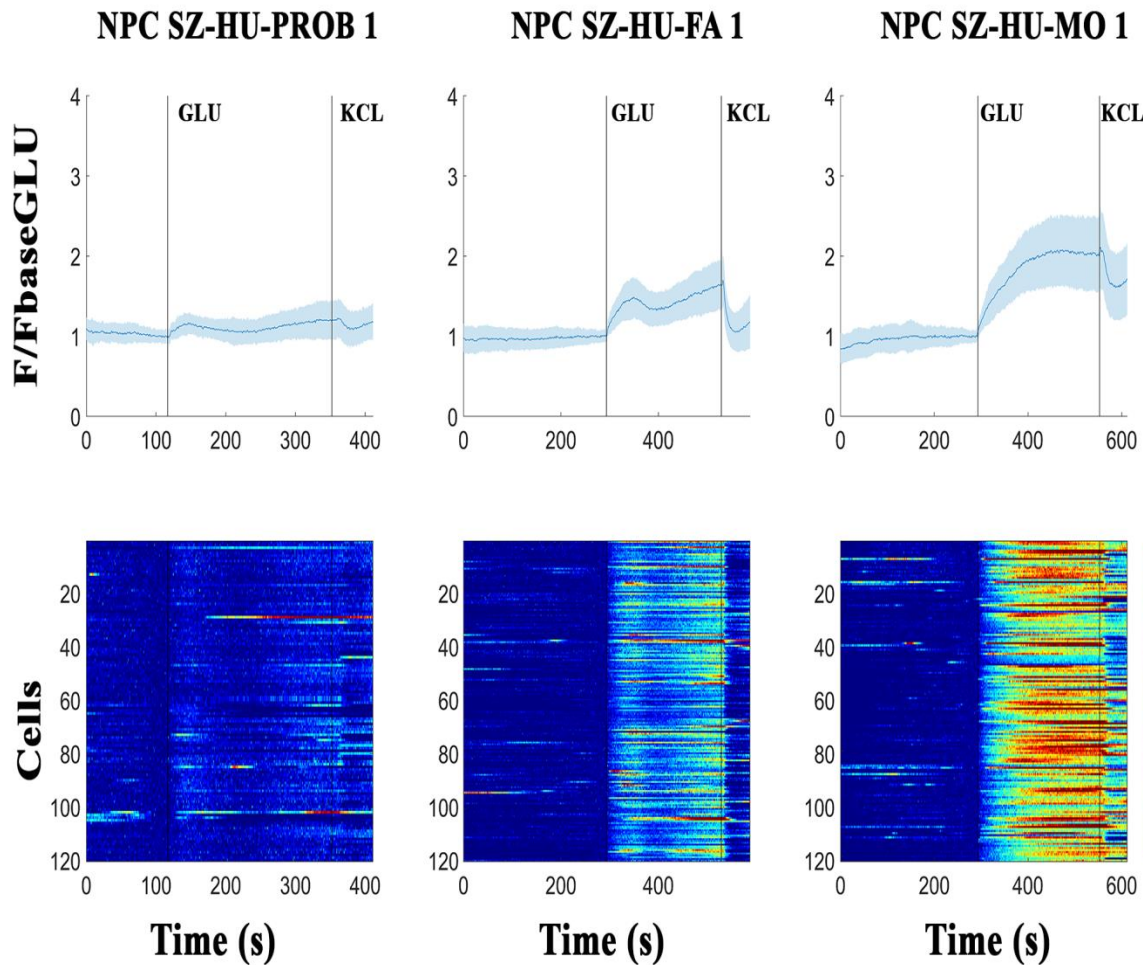 NPC SZ-HU-PROB 1 NPC SZ-HU-FA 1 NPC SZ-HU-MO 1
F/FbaseGLU
4 4 4
GLU KCL GLU KCL GLU KCL
3 3 3
2 2 2
1 1 1
0 0 0
0 100 200 300 400 0 200 400 0 200 400 600
Cells
20 20 20
40 40 40
60 60 60
80 80 80
100 100 100
120 120 120
0 100 200 300 400 0 200 400 0 200 400 600
Time (s) Time (s) Time (s)